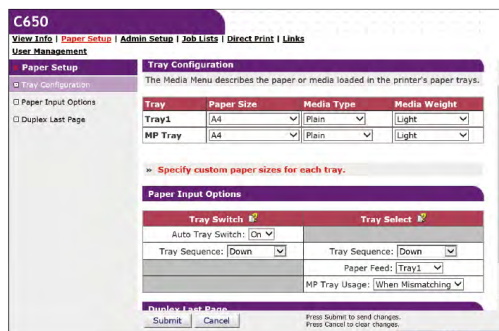 C650
View Info | Paper Setup | Admin Setup | Job Lists | Direct Print | Links
User Management
Paper Setup
Tray Configuration
Paper Input Options
Duplex Last Page
Tray Configuration
The Media Menu describes the paper or media loaded in the printer's paper trays.
Tray Paper Size Media Type Media Weight
Tray1 A4 Plain Light
MP Tray A4 Plain Light
» Specify custom paper sizes for each tray.
Paper Input Options
Tray Switch Tray Select
Auto Tray Switch: On
Tray Sequence: Down Tray Sequence: Down
Paper Feed: Tray1
MP Tray Usage: When Mismatching
Duplex Last Page
Submit Cancel
Press Submit to send changes.
Press Cancel to clear changes.